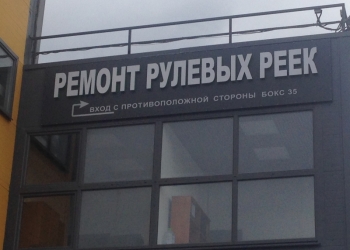 РЕМОНТ РУЛЕВЫХ РЕЕК
ВХОД С ПРОТИВОПОЛОЖНОЙ СТОРОНЫ БОКС 35